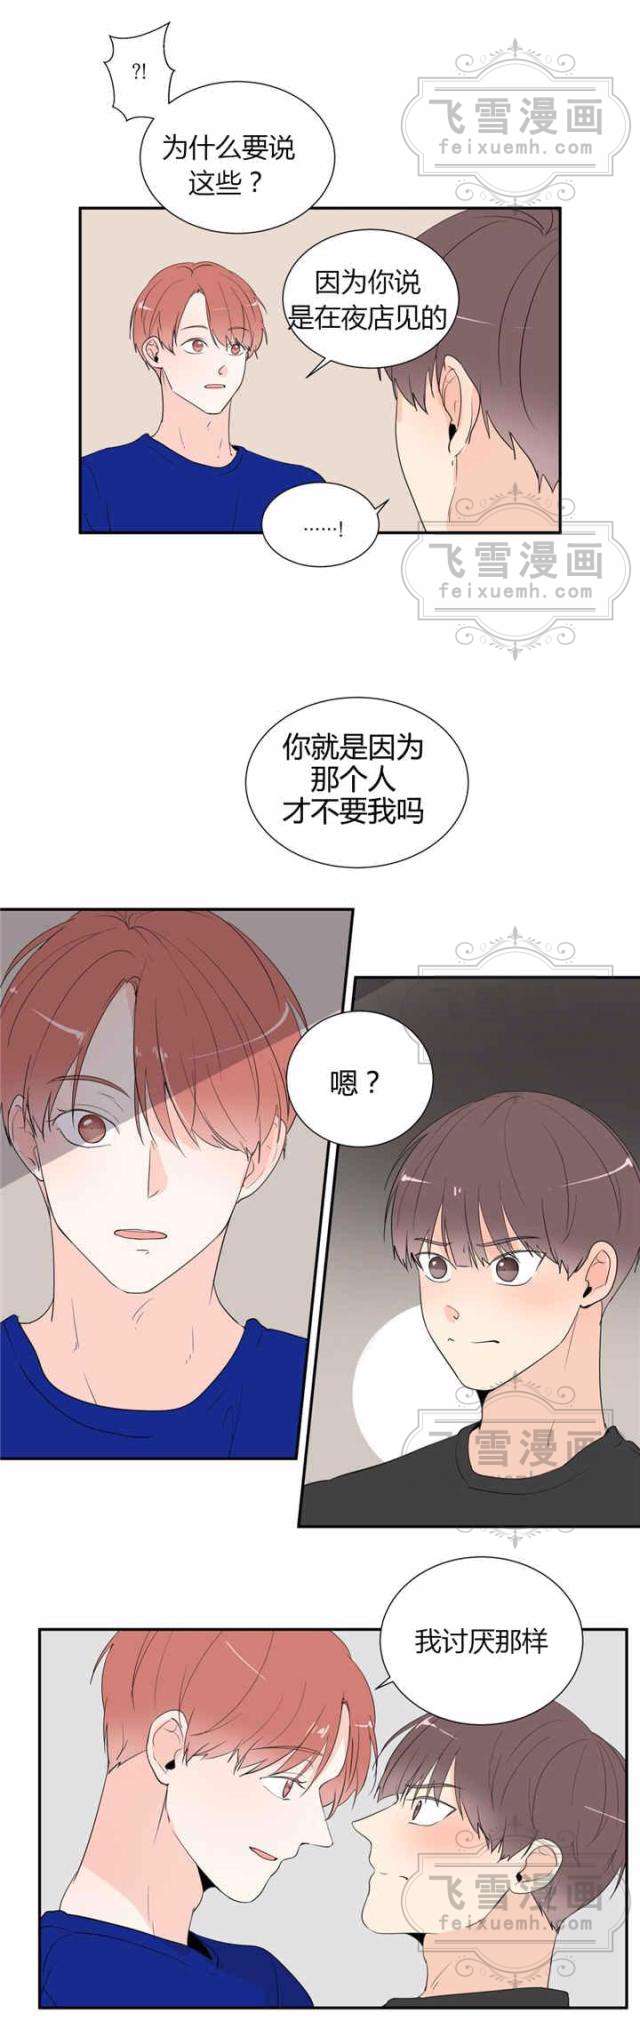 ?!
飞雪漫画
feixuemh.com
为什么要说
这些？
因为你说
是在夜店见的
……!
飞雪漫画
feixuemh.com
你就是因为
那个人
才不要我吗
嗯？
飞雪漫画
我讨厌那样
飞雪漫画
feixuemh.com